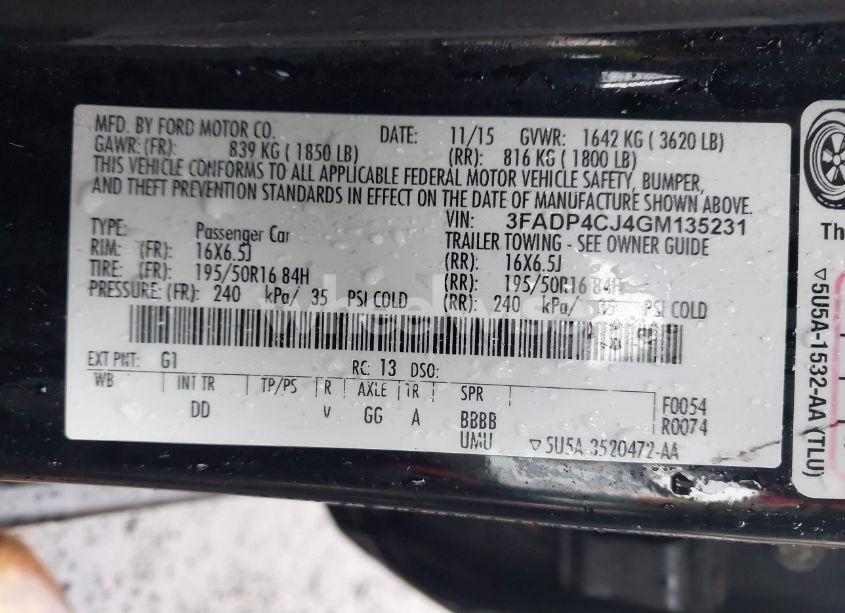 MFD. BY FORD MOTOR CO. DATE: 11/15 GVWR: 1642 KG ( 3620 LB)
GAWR: (FR): 839 KG ( 1850 LB) (RR): 816 KG ( 1800 LB)
THIS VEHICLE CONFORMS TO ALL APPLICABLE FEDERAL MOTOR VEHICLE SAFETY, BUMPER,
AND THEFT PREVENTION STANDARDS IN EFFECT ON THE DATE OF MANUFACTURE SHOWN ABOVE.
VIN: 3FADP4CJ4GM135231
TYPE: Passenger Car TRAILER TOWING - SEE OWNER GUIDE
RIM: (FR): 16X6.5J (RR): 16X6.5J
TIRE: (FR): 195/50R16 84H (RR): 195/50R16 84H
PRESSURE: (FR): 240 kPa/ 35 PSI COLD (RR): 240 kPa/ 35 PSI COLD
EXT PNT: G1 RC: 13 DSO:
WB INT TR TP/PS R AXLE TR SPR
DD V GG A BBBB F0054
UMU R0074
▽5U5A-3520472-AA
Th
▽5U5A-1532-AA (TLU)